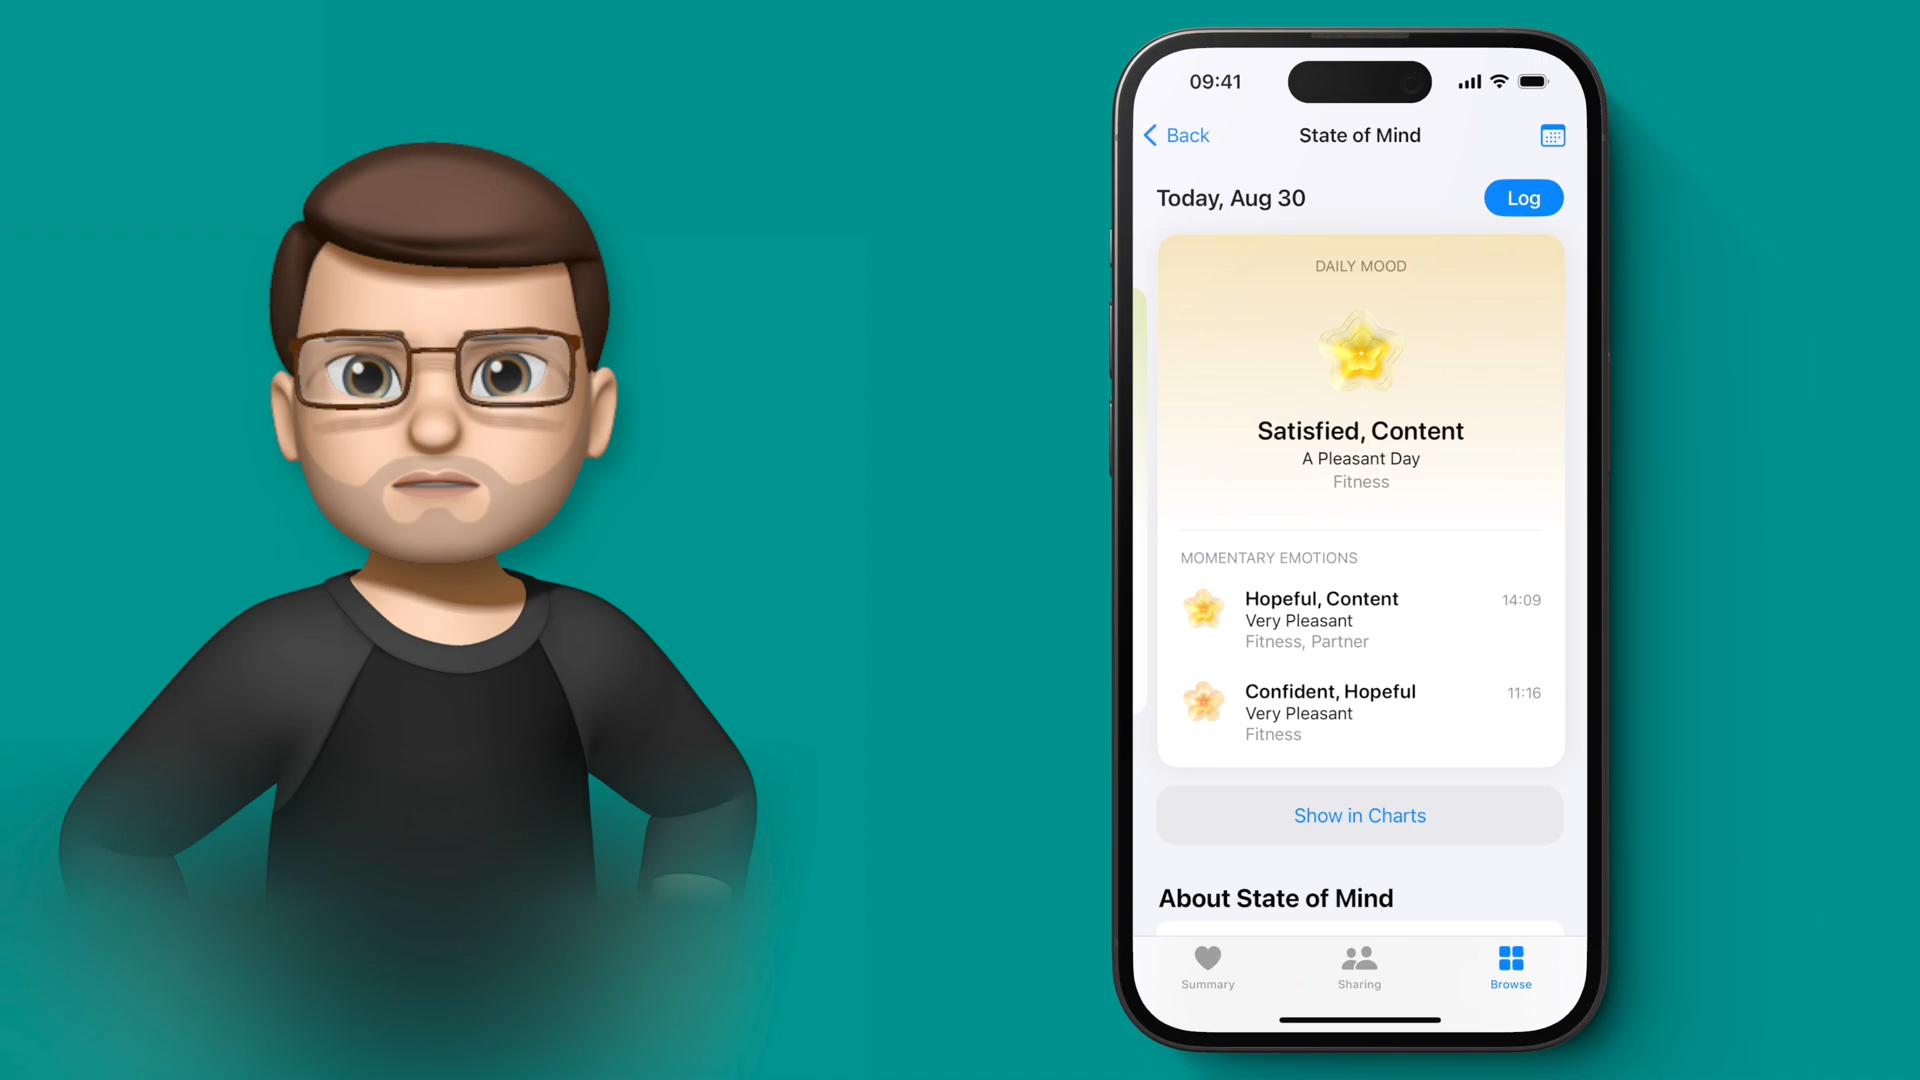 09:41
Back
State of Mind
Today, Aug 30
Log
DAILY MOOD
Satisfied, Content
A Pleasant Day
Fitness
MOMENTARY EMOTIONS
Hopeful, Content
14:09
Very Pleasant
Fitness, Partner
Confident, Hopeful
11:16
Very Pleasant
Fitness
Show in Charts
About State of Mind
Summary
Sharing
Browse